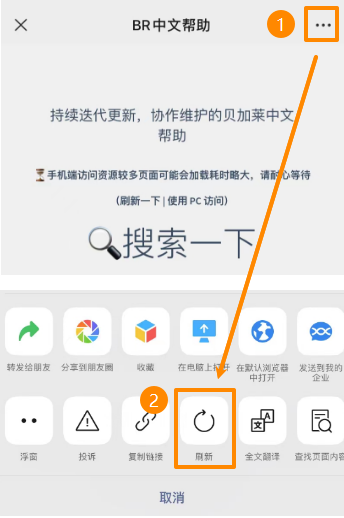 BR中文帮助
1
持续迭代更新，协作维护的贝加莱中文
帮助
手机端访问资源较多页面可能会加载耗时略大，请耐心等待
（刷新一下 | 使用 PC 访问）
搜索一下
转发给朋友 分享到朋友圈 收藏 在电脑上打开 在默认浏览器中打开 发送到我的企业
2
浮窗 投诉 复制链接 刷新 全文翻译 查找页面内容
取消